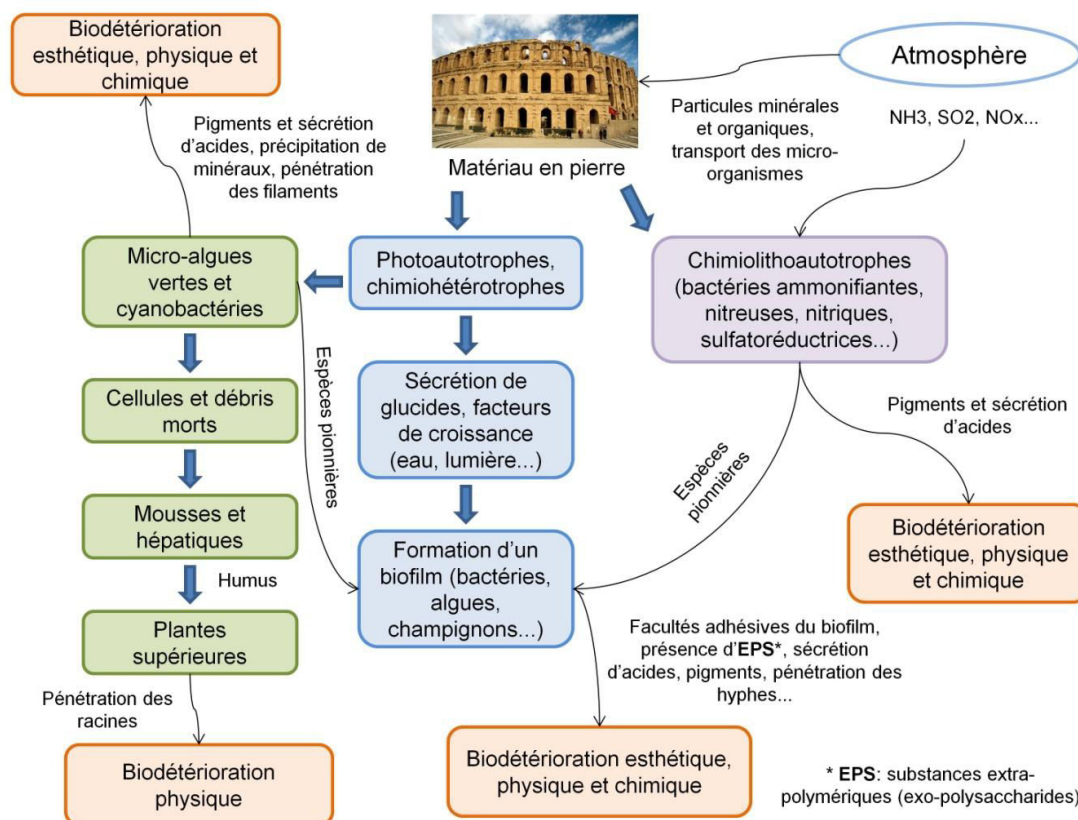 Biodétérioration
esthétique, physique et
chimique
Atmosphère
NH3, SO2, NOx...
Particules minérales
et organiques,
transport des micro-
organismes
Matériau en pierre
Pigments et sécrétion
d'acides, précipitation de
minéraux, pénétration
des filaments
Micro-algues
vertes et
cyanobactéries
Photoautotrophes,
chimiohétérotrophes
Chimiolithoautotrophes
(bactéries ammonifiantes,
nitreuses, nitriques,
sulfatoréductrices...)
Espèces pionnières
Cellules et débris
morts
Sécrétion de
glucides, facteurs
de croissance
(eau, lumière...)
Espèces
pionnières
Pigments et sécrétion
d'acides
Mousses et
hépatiques
Humus
Formation d'un
biofilm (bactéries,
algues,
champignons...)
Biodétérioration
esthétique, physique
et chimique
Plantes
supérieures
Facultés adhésives du biofilm,
présence d'EPS*, sécrétion
d'acides, pigments, pénétration des
hyphes...
Pénétration des
racines
Biodétérioration
physique
Biodétérioration esthétique,
physique et chimique
* EPS: substances extra-
polymériques (exo-polysaccharides)